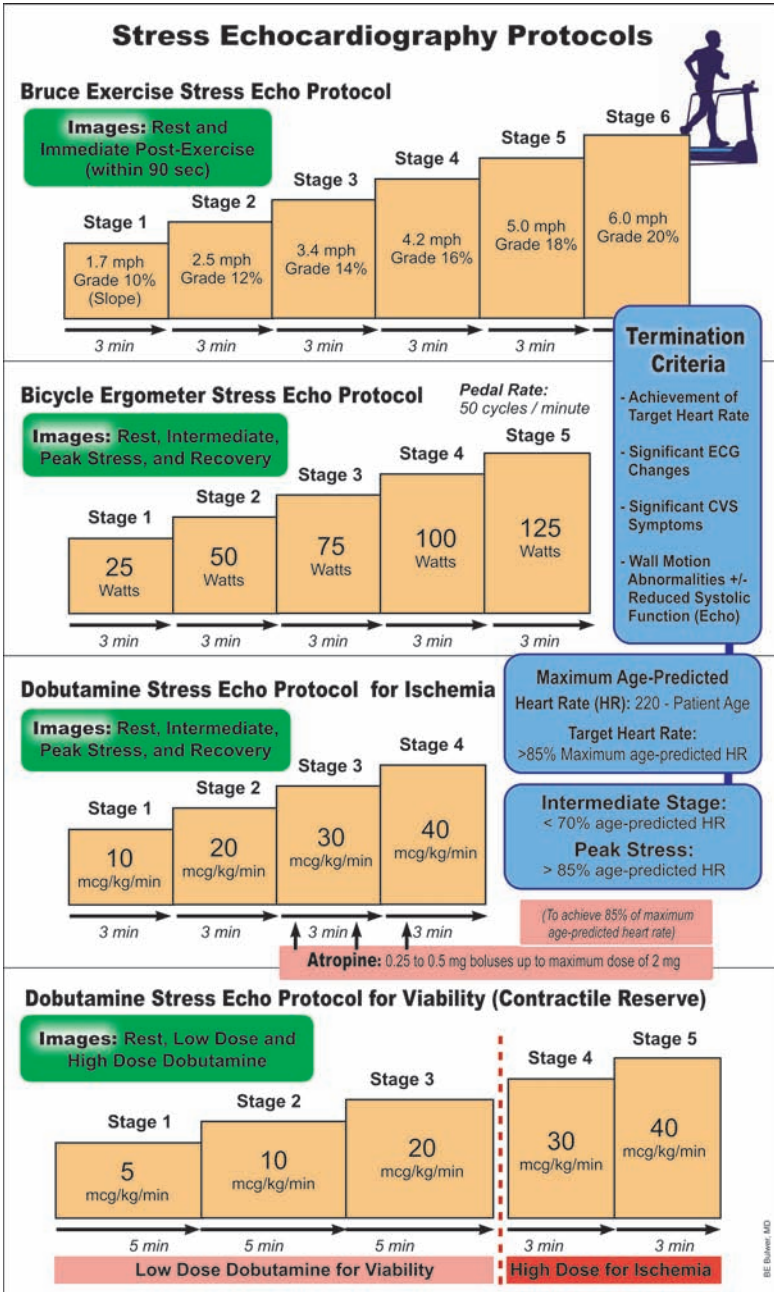 Stress Echocardiography Protocols
Bruce Exercise Stress Echo Protocol
Images: Rest and
Immediate Post-Exercise
(within 90 sec)
Stage 1
1.7 mph
Grade 10%
(Slope)
3 min
Stage 2
2.5 mph
Grade 12%
3 min
Stage 3
3.4 mph
Grade 14%
3 min
Stage 4
4.2 mph
Grade 16%
3 min
Stage 5
5.0 mph
Grade 18%
3 min
Stage 6
6.0 mph
Grade 20%
3 min
Termination
Criteria
- Achievement of
Target Heart Rate
- Significant ECG
Changes
- Significant CVS
Symptoms
- Wall Motion
Abnormalities +/-
Reduced Systolic
Function (Echo)
Bicycle Ergometer Stress Echo Protocol
Pedal Rate:
50 cycles / minute
Images: Rest, Intermediate,
Peak Stress, and Recovery
Stage 1
25
Watts
3 min
Stage 2
50
Watts
3 min
Stage 3
75
Watts
3 min
Stage 4
100
Watts
3 min
Stage 5
125
Watts
3 min
Dobutamine Stress Echo Protocol for Ischemia
Images: Rest, Intermediate,
Peak Stress, and Recovery
Stage 1
10
mcg/kg/min
3 min
Stage 2
20
mcg/kg/min
3 min
Stage 3
30
mcg/kg/min
3 min
Stage 4
40
mcg/kg/min
3 min
Maximum Age-Predicted
Heart Rate (HR): 220 - Patient Age
Target Heart Rate:
>85% Maximum age-predicted HR
Intermediate Stage:
< 70% age-predicted HR
Peak Stress:
> 85% age-predicted HR
(To achieve 85% of maximum
age-predicted heart rate)
Atropine: 0.25 to 0.5 mg boluses up to maximum dose of 2 mg
Dobutamine Stress Echo Protocol for Viability (Contractile Reserve)
Images: Rest, Low Dose and
High Dose Dobutamine
Stage 1
5
mcg/kg/min
5 min
Stage 2
10
mcg/kg/min
5 min
Stage 3
20
mcg/kg/min
5 min
Stage 4
30
mcg/kg/min
3 min
Stage 5
40
mcg/kg/min
3 min
Low Dose Dobutamine for Viability
High Dose for Ischemia
BE Bulwer, MD